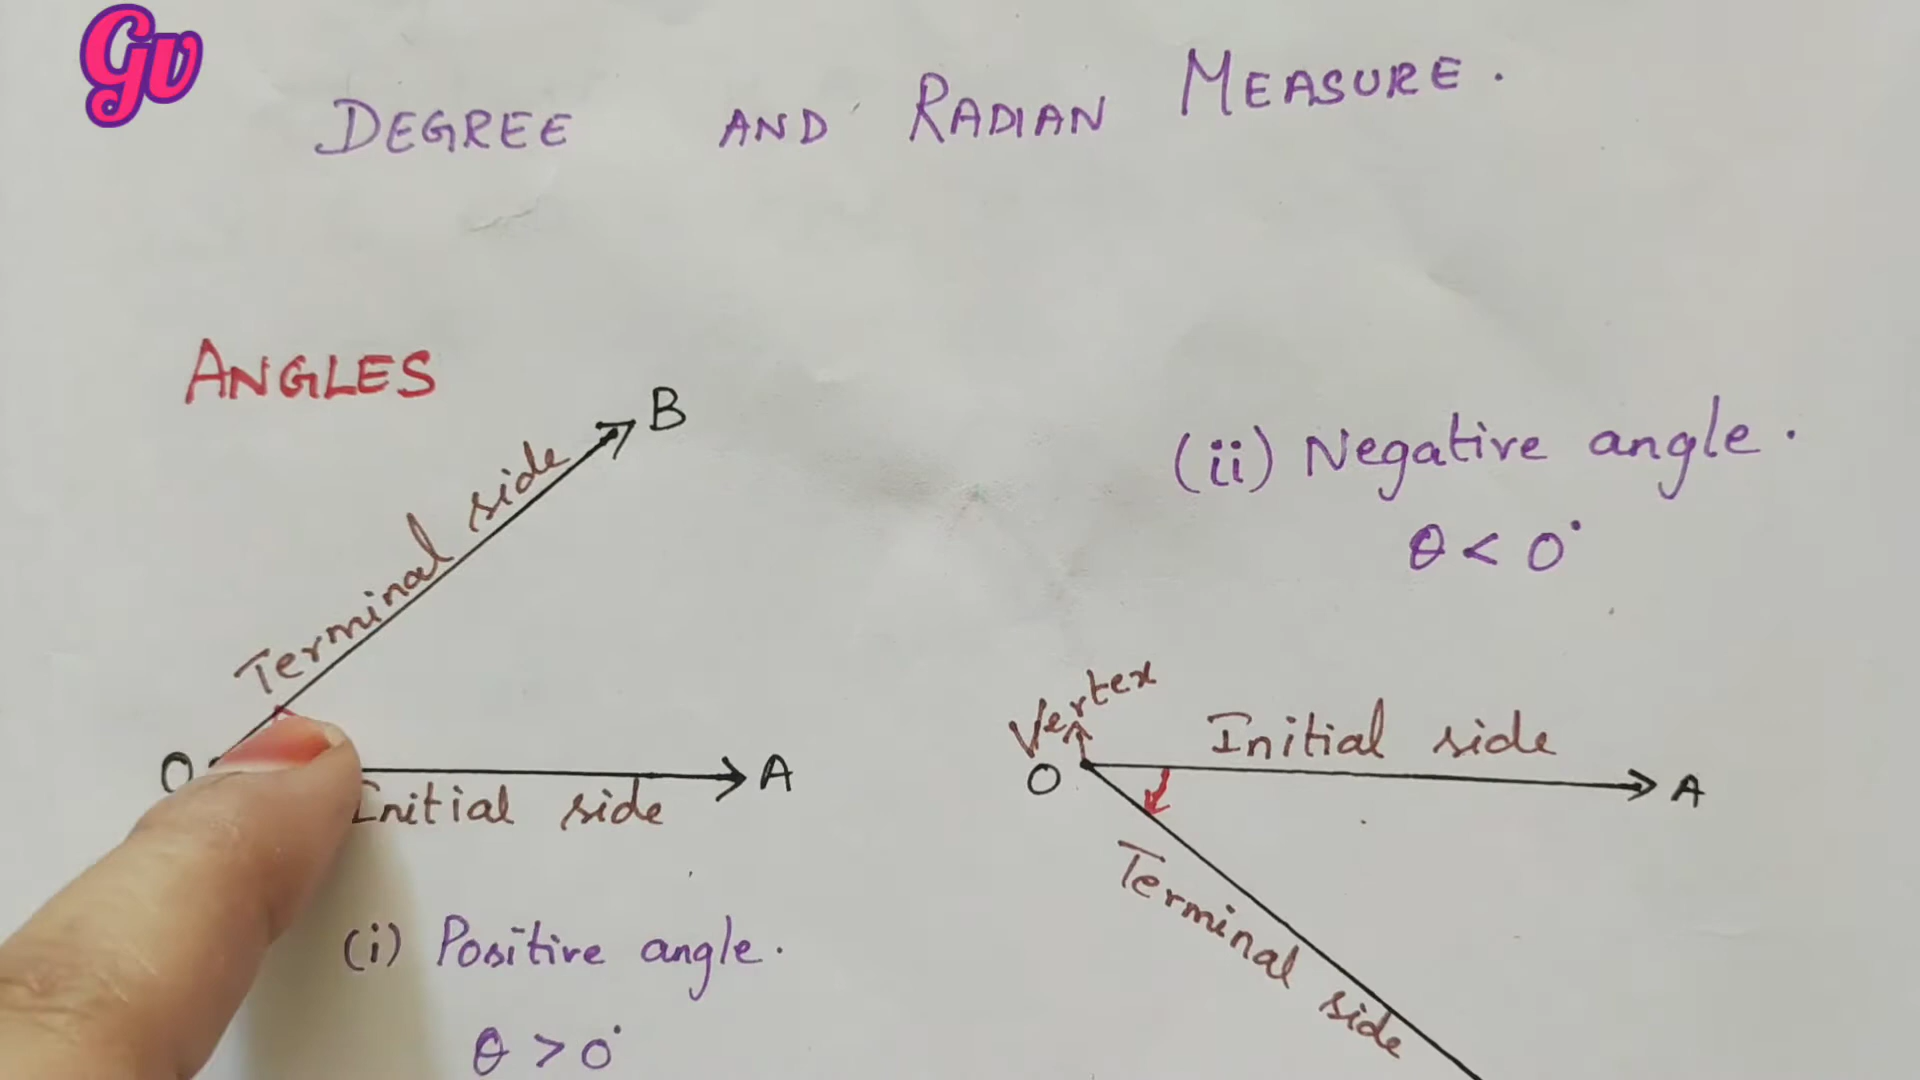 Gv
DEGREE AND RADIAN MEASURE.
ANGLES
B
Terminal side
O
A
Initial side
(i) Positive angle.
θ > 0°
(ii) Negative angle.
θ < 0°
Vertex
O
Initial side
A
Terminal side